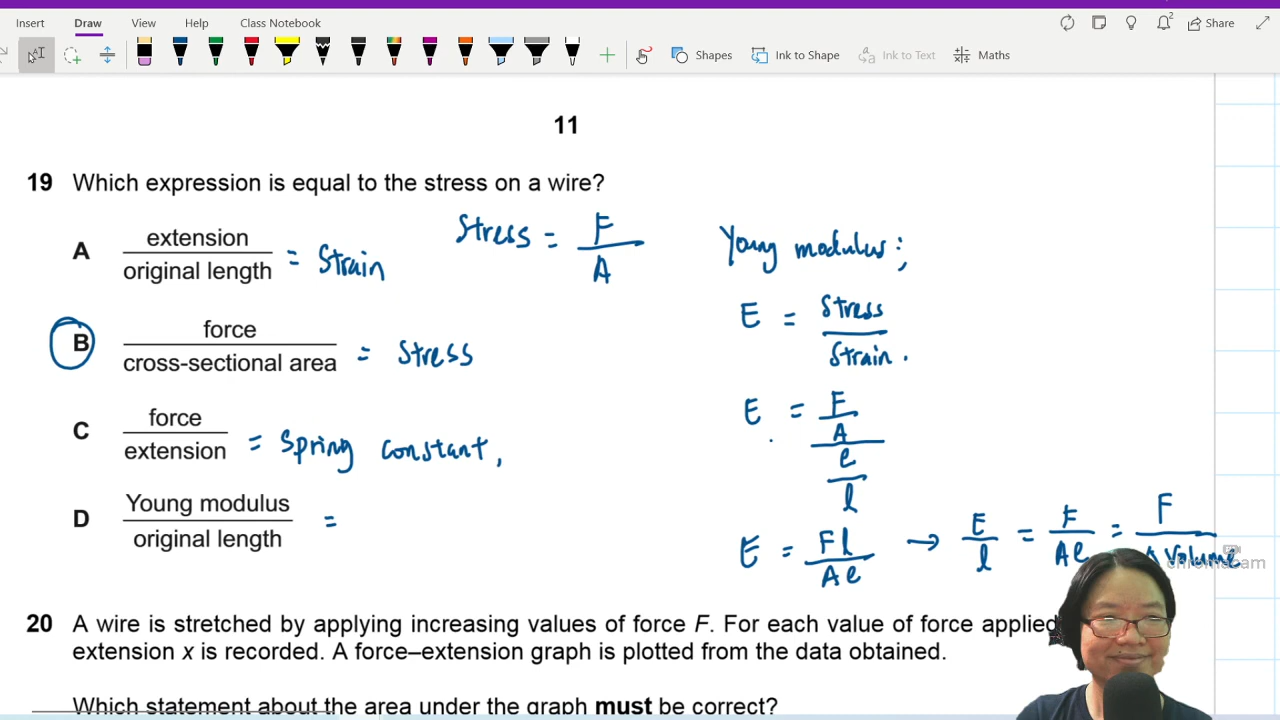 Insert Draw View Help Class Notebook
2
Share
Shapes Ink to Shape Ink to Text Maths
11
19 Which expression is equal to the stress on a wire?
A extension / original length = Strain
B force / cross-sectional area = Stress
C force / extension = Spring constant,
D Young modulus / original length =
Stress = F / A
Young modulus ;
E = Stress / Strain .
E = F / A / e / l
E = Fl / Ae → E / l = F / Ae = F / Volume
chromacam
20 A wire is stretched by applying increasing values of force F. For each value of force applied
extension x is recorded. A force–extension graph is plotted from the data obtained.
Which statement about the area under the graph must be correct?